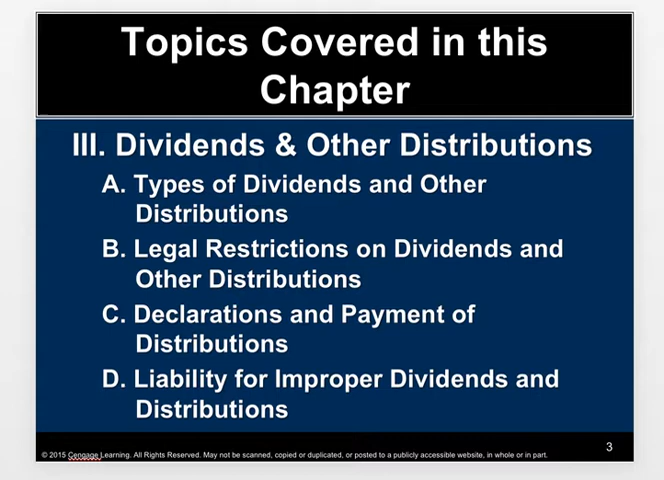 Topics Covered in this
Chapter
III. Dividends & Other Distributions
A. Types of Dividends and Other
Distributions
B. Legal Restrictions on Dividends and
Other Distributions
C. Declarations and Payment of
Distributions
D. Liability for Improper Dividends and
Distributions
3
© 2015 Cengage Learning. All Rights Reserved. May not be scanned, copied or duplicated, or posted to a publicly accessible website, in whole or in part.